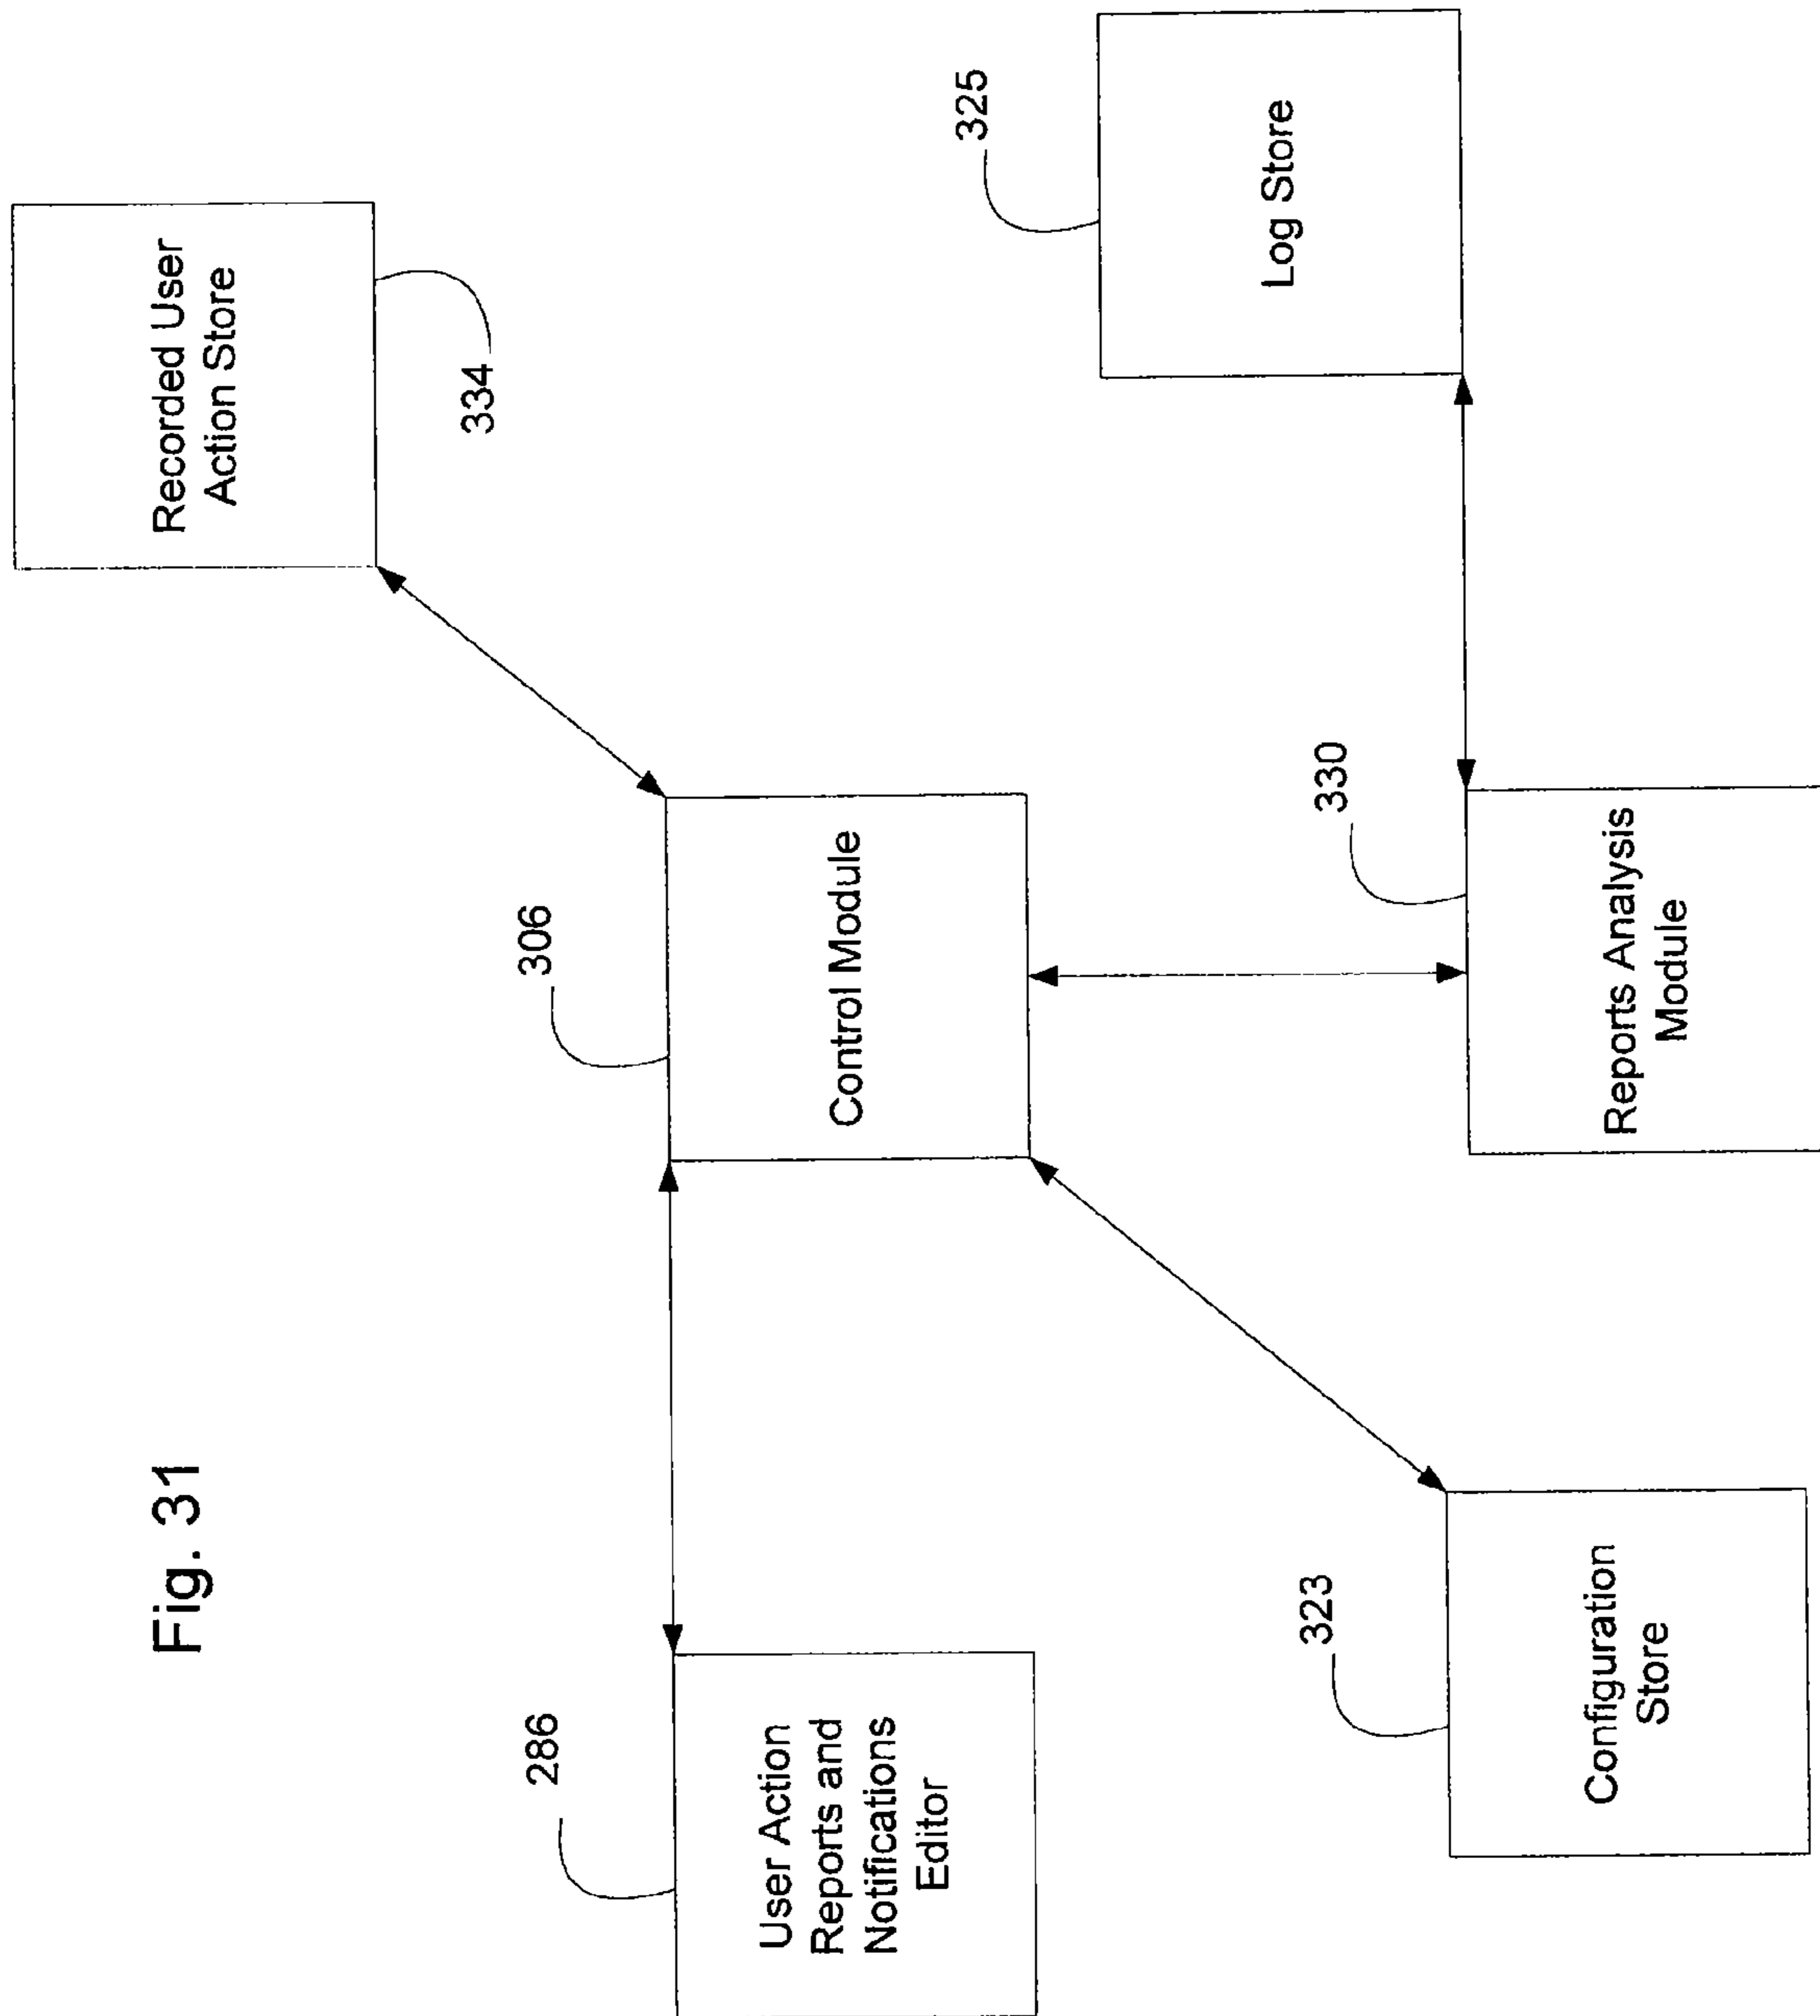 Fig. 31
286
User Action
Reports and
Notifications
Editor
306
Control Module
334
Recorded User
Action Store
323
Configuration
Store
330
Reports Analysis
Module
325
Log Store